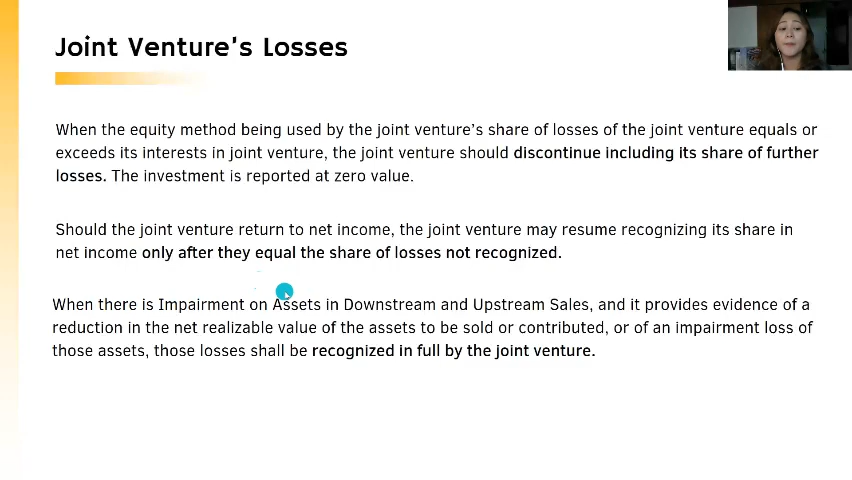 Joint Venture's Losses
When the equity method being used by the joint venture's share of losses of the joint venture equals or
exceeds its interests in joint venture, the joint venture should discontinue including its share of further
losses. The investment is reported at zero value.
Should the joint venture return to net income, the joint venture may resume recognizing its share in
net income only after they equal the share of losses not recognized.
When there is Impairment on Assets in Downstream and Upstream Sales, and it provides evidence of a
reduction in the net realizable value of the assets to be sold or contributed, or of an impairment loss of
those assets, those losses shall be recognized in full by the joint venture.